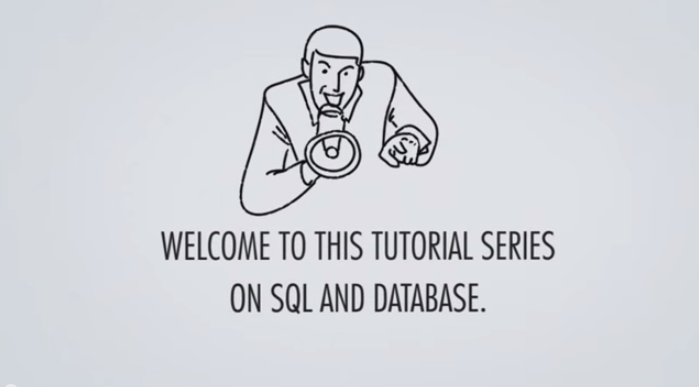 WELCOME TO THIS TUTORIAL SERIES
ON SQL AND DATABASE.